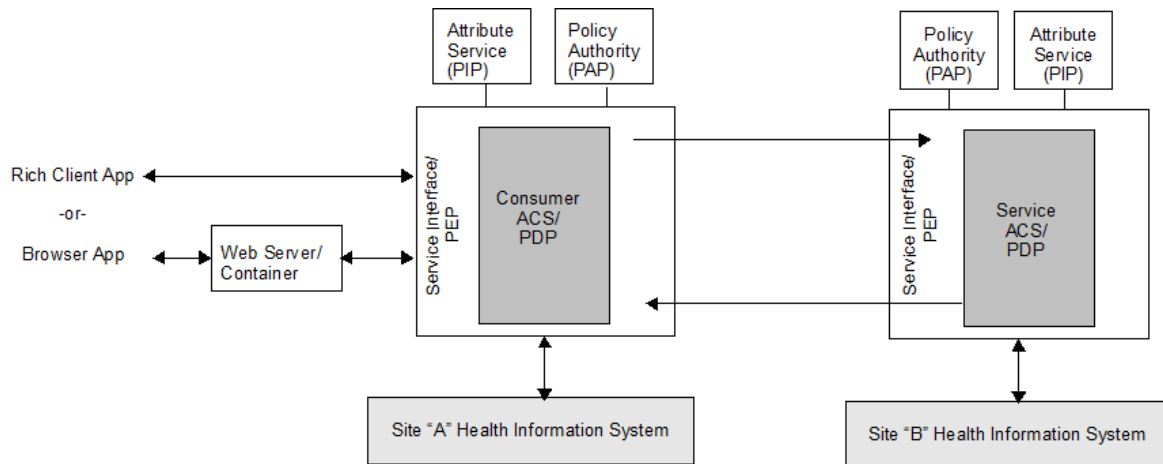 Attribute
Service
(PIP)
Policy
Authority
(PAP)
Policy
Authority
(PAP)
Attribute
Service
(PIP)
Rich Client App
-or-
Browser App
Web Server/
Container
Service Interface/
PEP
Consumer
ACS/
PDP
Service Interface/
PEP
Service
ACS/
PDP
Site “A” Health Information System
Site “B” Health Information System